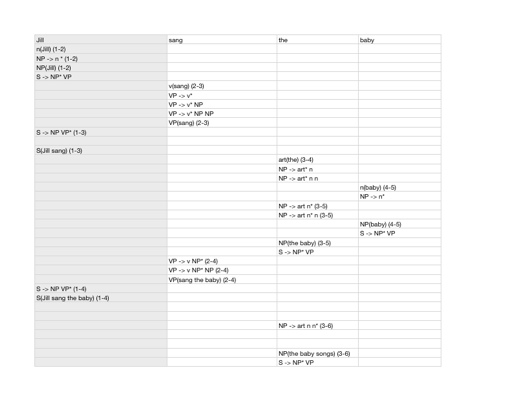 Jill sang the baby
n(Jill) (1-2)
NP -> n * (1-2)
NP(Jill) (1-2)
S -> NP* VP
v(sang) (2-3)
VP -> v*
VP -> v* NP
VP -> v* NP NP
VP(sang) (2-3)
S -> NP VP* (1-3)
S(Jill sang) (1-3)
art(the) (3-4)
NP -> art* n
NP -> art* n n
n(baby) (4-5)
NP -> n*
NP -> art n* (3-5)
NP -> art n* n (3-5)
NP(baby) (4-5)
S -> NP* VP
NP(the baby) (3-5)
S -> NP* VP
VP -> v NP* (2-4)
VP -> v NP* NP (2-4)
VP(sang the baby) (2-4)
S -> NP VP* (1-4)
S(Jill sang the baby) (1-4)
NP -> art n n* (3-6)
NP(the baby songs) (3-6)
S -> NP* VP